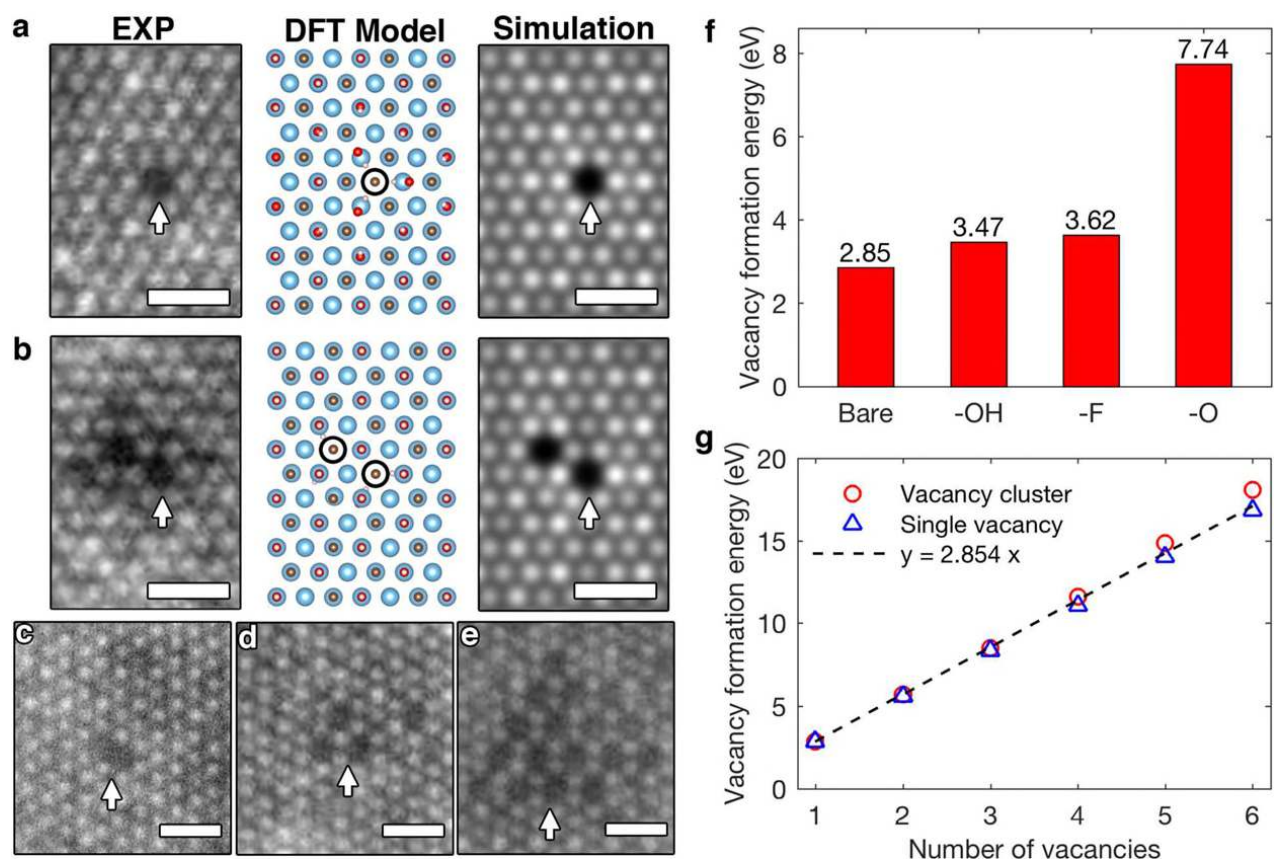 a
EXP
DFT Model
Simulation
b
c
d
e
f
Vacancy formation energy (eV)
8
6
4
2
0
2.85
3.47
3.62
7.74
Bare
-OH
-F
-O
g
Vacancy formation energy (eV)
20
15
10
5
0
Vacancy cluster
Single vacancy
y = 2.854 x
1
2
3
4
5
6
Number of vacancies